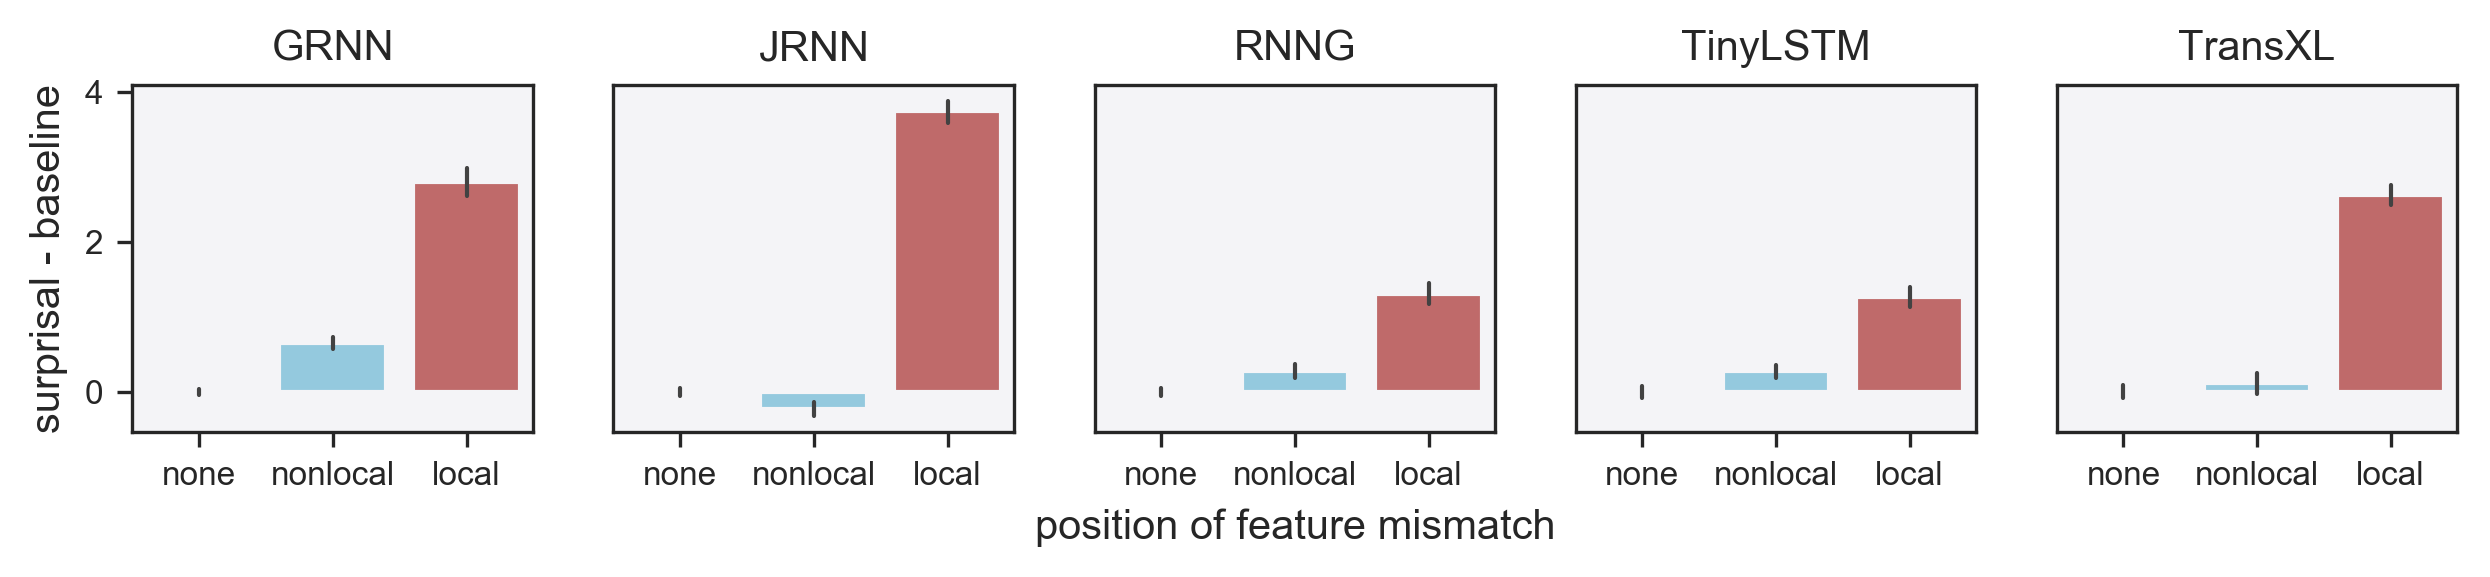 GRNN JRNN RNNG TinyLSTM TransXL
surprisal - baseline
4
2
0
none nonlocal local none nonlocal local none nonlocal local none nonlocal local none nonlocal local
position of feature mismatch